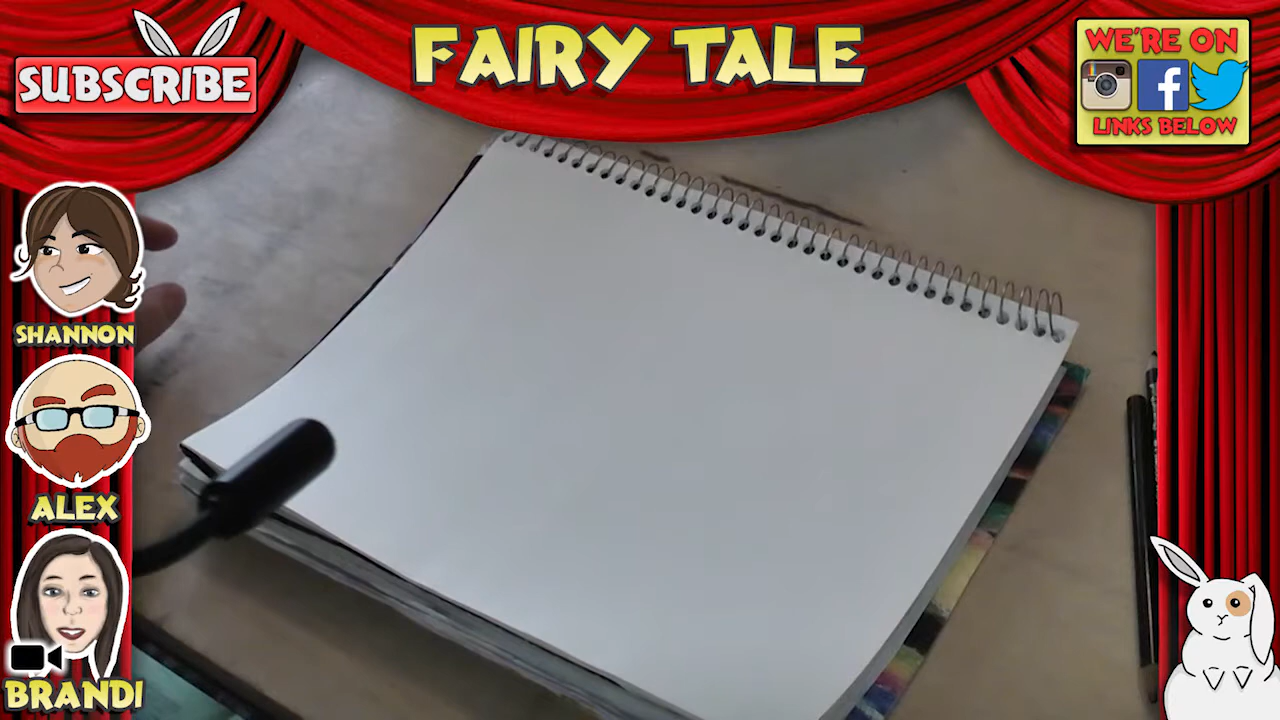 FAIRY TALE
SUBSCRIBE
WE'RE ON
LINKS BELOW
SHANNON
ALEX
BRANDI